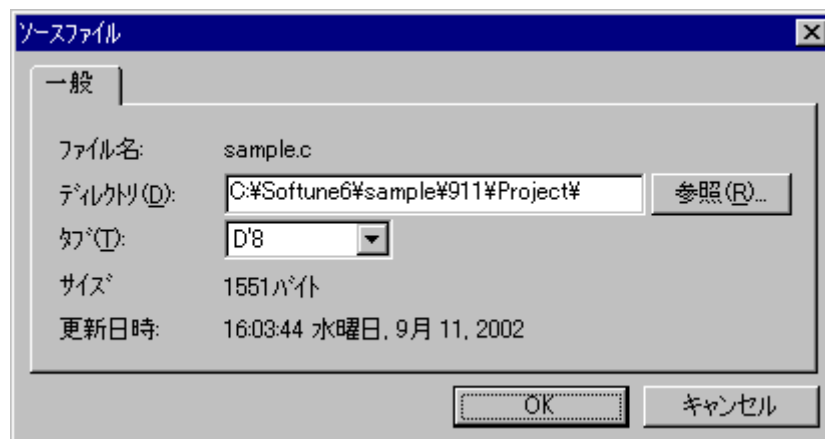 ソースファイル
一般
ファイル名: sample.c
ディレクトリ(D): C:¥Softune6¥sample¥911¥Project¥ 参照(R)...
タブ(T): D'8
サイズ 1551バイト
更新日時: 16:03:44 水曜日, 9月 11, 2002
OK キャンセル